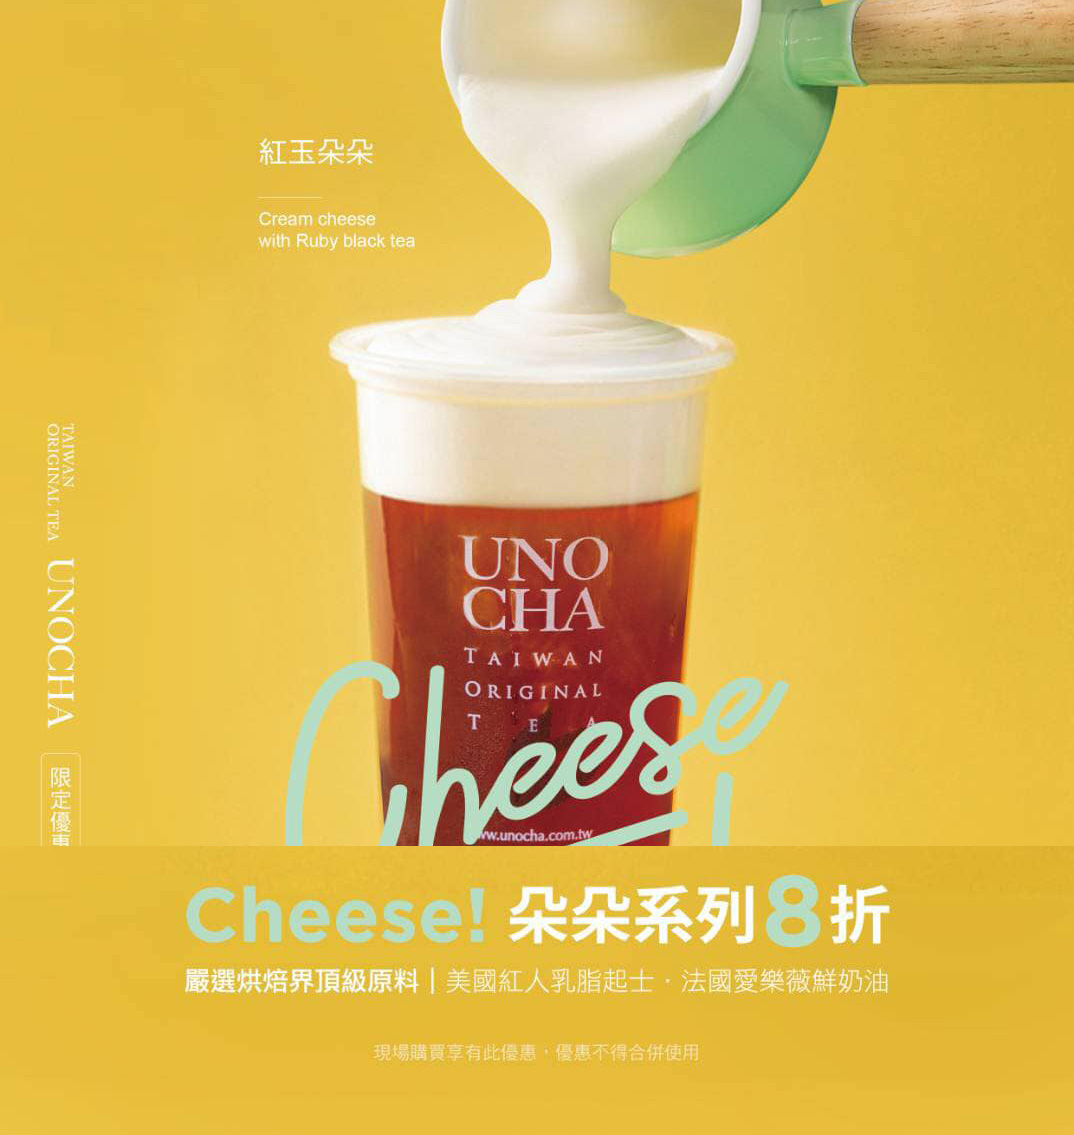 紅玉朵朵
Cream cheese
with Ruby black tea
TAIWAN
ORIGINAL TEA
UNOCHA
限定優惠
UNO
CHA
TAIWAN
ORIGINAL
TEA
www.unocha.com.tw
Cheese!
Cheese! 朵朵系列8折
嚴選烘焙界頂級原料｜美國紅人乳脂起士・法國愛樂薇鮮奶油
現場購買享有此優惠，優惠不得合併使用